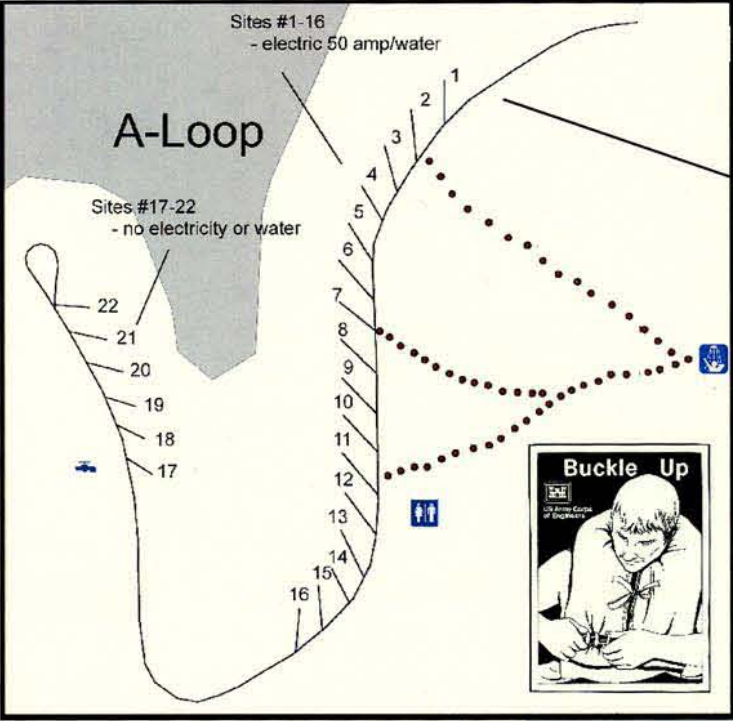 Sites #1-16
- electric 50 amp/water
A-Loop
1
2
3
4
5
6
7
8
9
10
11
12
13
14
15
16
Sites #17-22
- no electricity or water
22
21
20
19
18
17
Buckle Up
US Army Corps
of Engineers